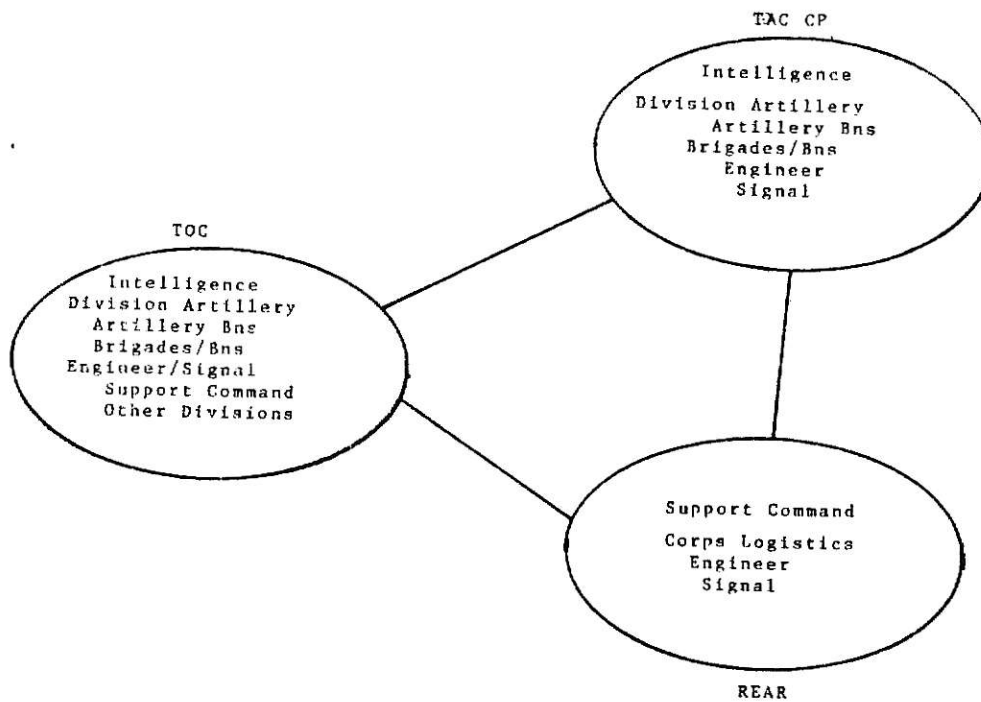 TAC CP
Intelligence
Division Artillery
Artillery Bns
Brigades/Bns
Engineer
Signal
TOC
Intelligence
Division Artillery
Artillery Bns
Brigades/Bns
Engineer/Signal
Support Command
Other Divisions
Support Command
Corps Logistics
Engineer
Signal
REAR